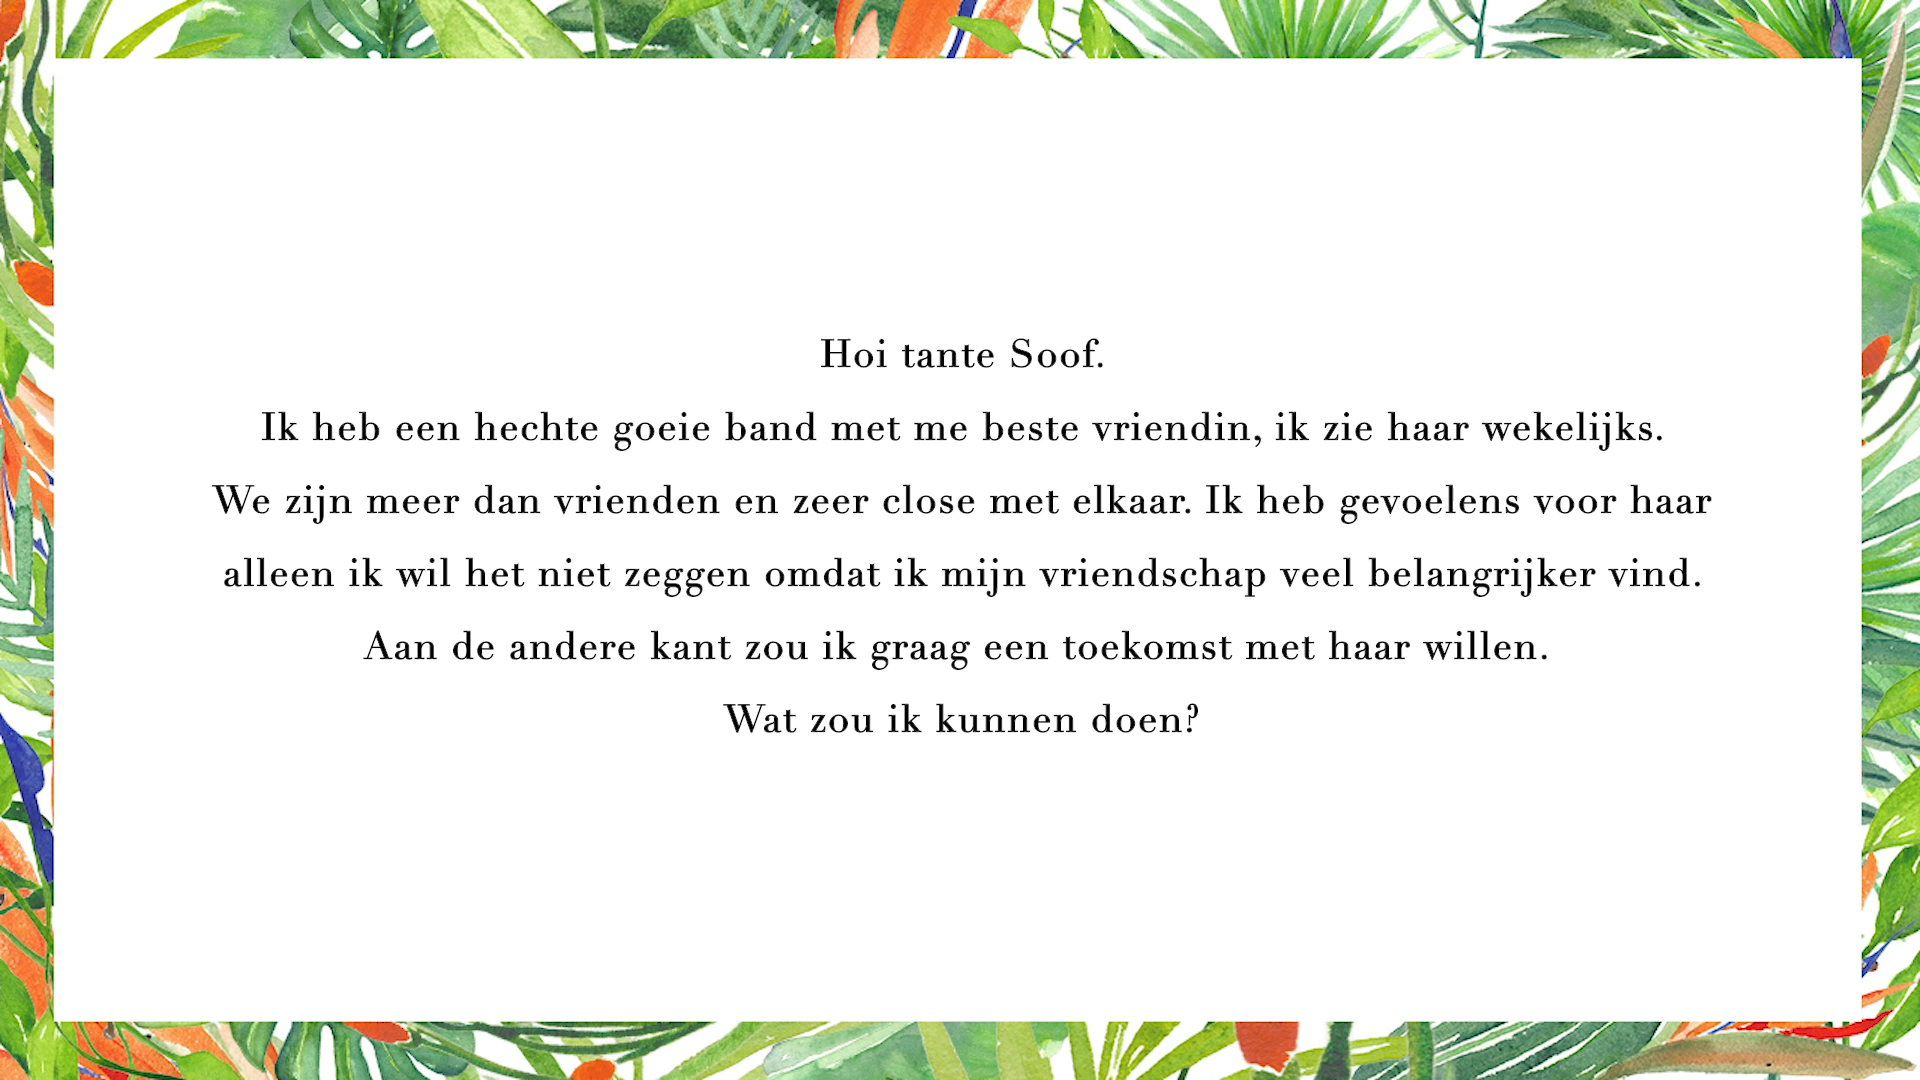 Hoi tante Soof.
Ik heb een hechte goeie band met me beste vriendin, ik zie haar wekelijks.
We zijn meer dan vrienden en zeer close met elkaar. Ik heb gevoelens voor haar
alleen ik wil het niet zeggen omdat ik mijn vriendschap veel belangrijker vind.
Aan de andere kant zou ik graag een toekomst met haar willen.
Wat zou ik kunnen doen?